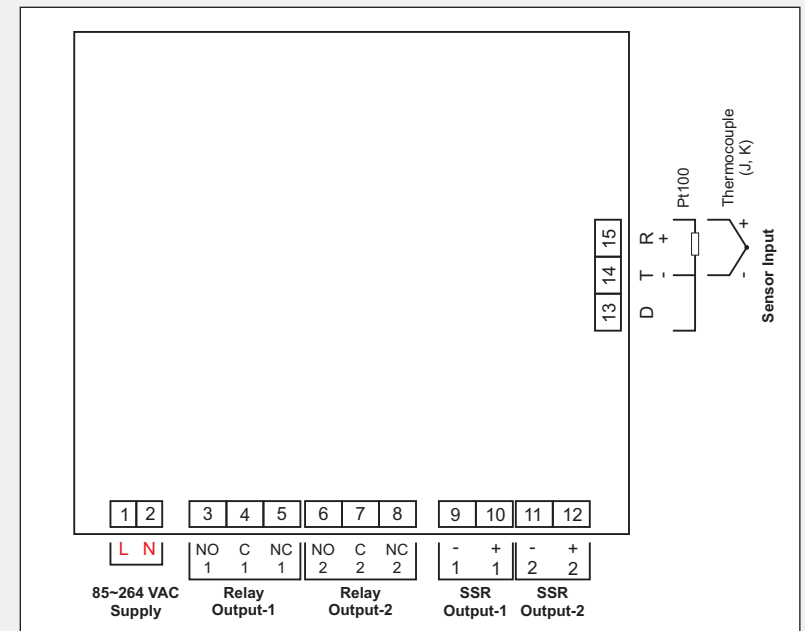 Pt100
Thermocouple
(J, K)
15 R + +
14 T - -
13 D
Sensor Input
1 2 3 4 5 6 7 8 9 10 11 12
L N NO C NC NO C NC - + - +
1 1 1 2 2 2 1 1 2 2
85~264 VAC Relay Relay SSR SSR
Supply Output-1 Output-2 Output-1 Output-2